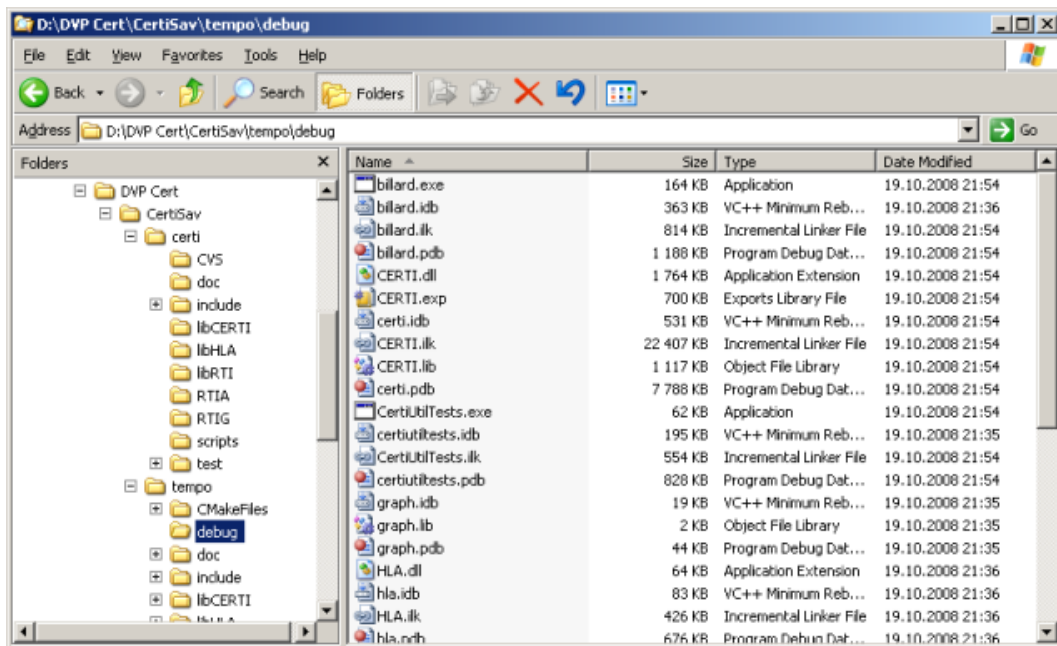 D:\DVP Cert\CertiSav\tempo\debug
File Edit View Favorites Tools Help
Back Search Folders
Address D:\DVP Cert\CertiSav\tempo\debug Go
Folders
DVP Cert
CertiSav
certi
CVS
doc
include
libCERTI
libHLA
libRTI
RTIA
RTIG
scripts
test
tempo
CMakeFiles
debug
doc
include
libCERTI
libHLA
Name Size Type Date Modified
billard.exe 164 KB Application 19.10.2008 21:54
billard.idb 363 KB VC++ Minimum Reb... 19.10.2008 21:36
billard.ilk 814 KB Incremental Linker File 19.10.2008 21:54
billard.pdb 1 188 KB Program Debug Dat... 19.10.2008 21:54
CERTI.dll 1 764 KB Application Extension 19.10.2008 21:54
CERTI.exp 700 KB Exports Library File 19.10.2008 21:54
certi.idb 531 KB VC++ Minimum Reb... 19.10.2008 21:54
CERTI.ilk 22 407 KB Incremental Linker File 19.10.2008 21:54
CERTI.lib 1 117 KB Object File Library 19.10.2008 21:54
certi.pdb 7 788 KB Program Debug Dat... 19.10.2008 21:54
CertiUtilTests.exe 62 KB Application 19.10.2008 21:54
certiutiltests.idb 195 KB VC++ Minimum Reb... 19.10.2008 21:35
CertiUtilTests.ilk 554 KB Incremental Linker File 19.10.2008 21:54
certiutiltests.pdb 828 KB Program Debug Dat... 19.10.2008 21:54
graph.idb 19 KB VC++ Minimum Reb... 19.10.2008 21:35
graph.lib 2 KB Object File Library 19.10.2008 21:35
graph.pdb 44 KB Program Debug Dat... 19.10.2008 21:35
HLA.dll 64 KB Application Extension 19.10.2008 21:36
hla.idb 83 KB VC++ Minimum Reb... 19.10.2008 21:36
HLA.ilk 426 KB Incremental Linker File 19.10.2008 21:36
hla.pdb 676 KB Program Debug Dat... 19.10.2008 21:36